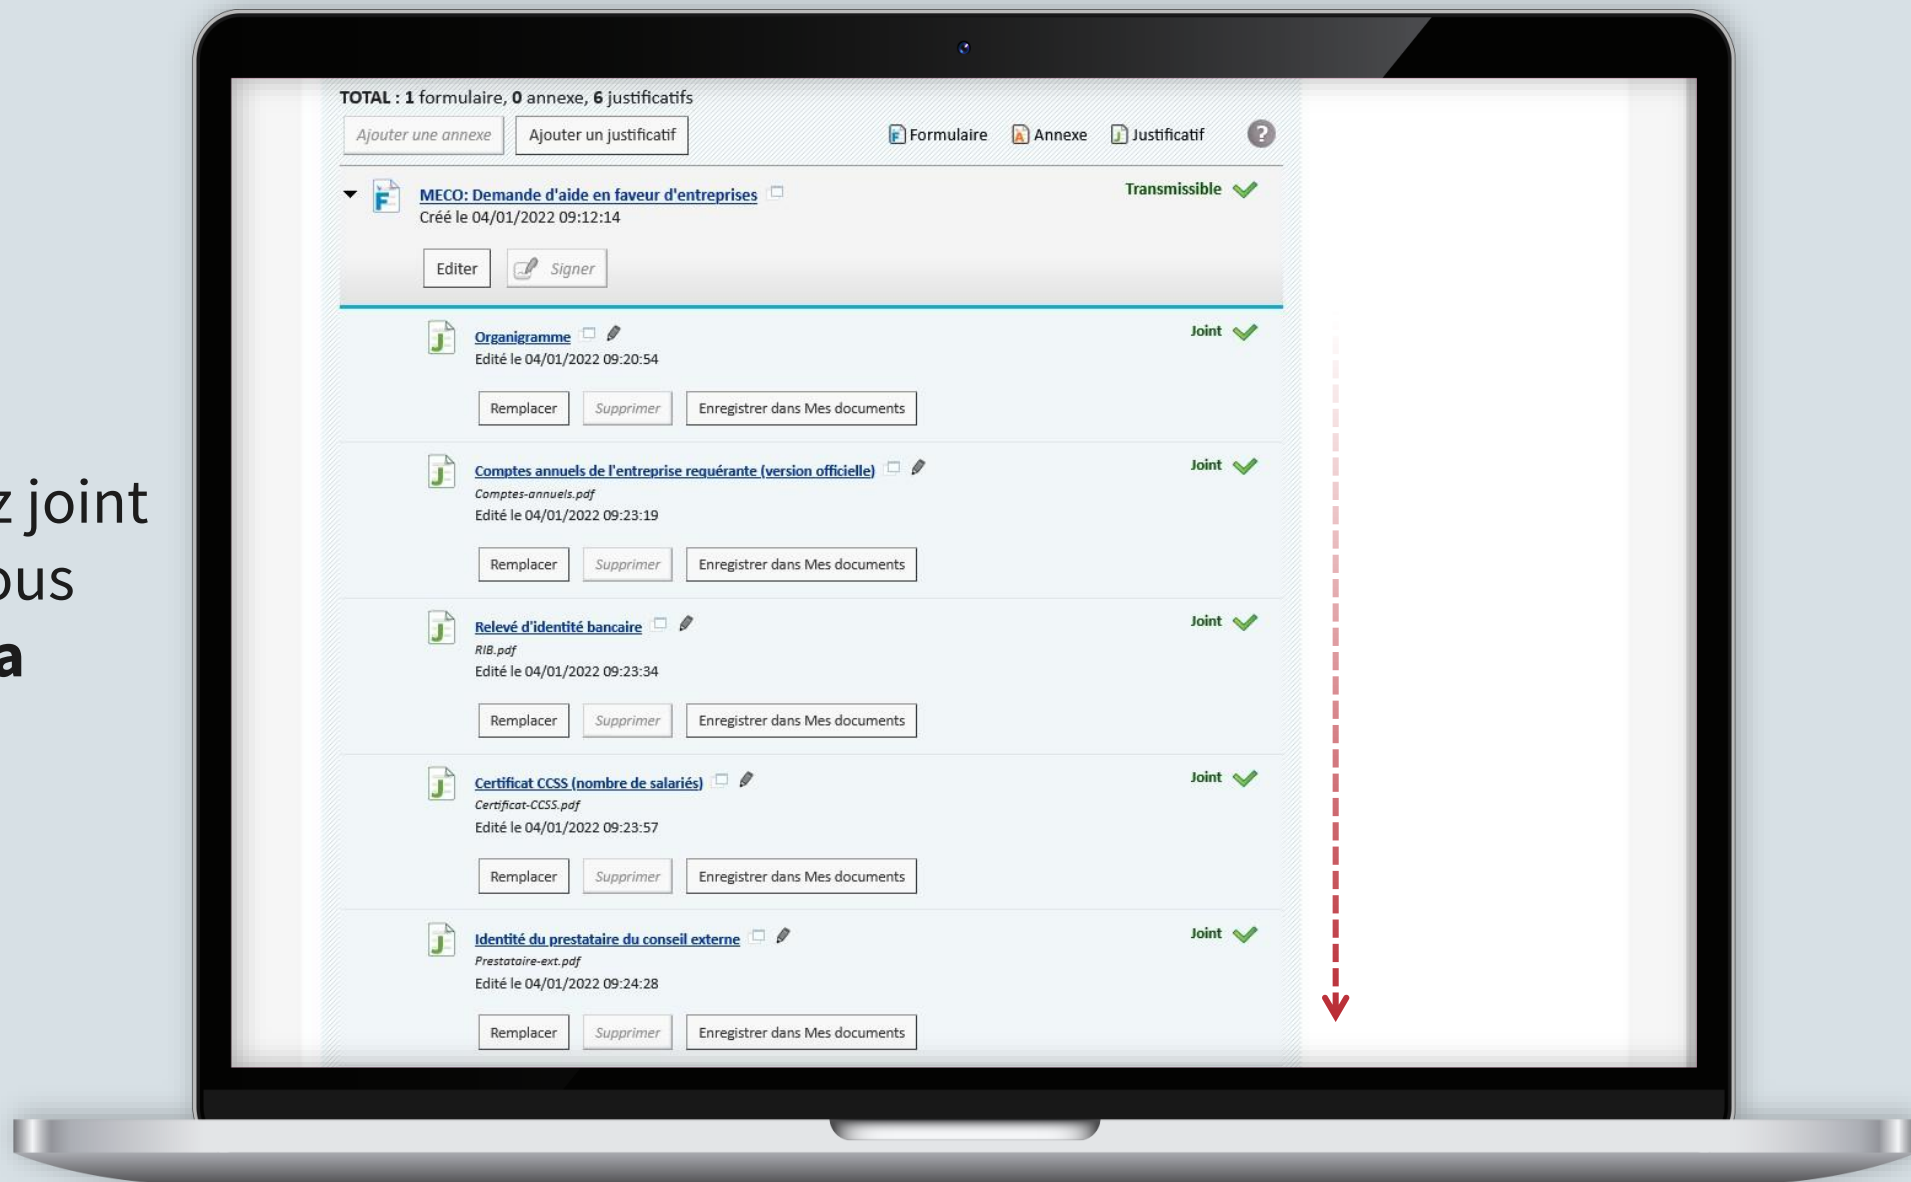 z joint
ous
a
TOTAL : 1 formulaire, 0 annexe, 6 justificatifs
Ajouter une annexe Ajouter un justificatif Formulaire Annexe Justificatif ?
MECO: Demande d'aide en faveur d'entreprises Transmissible
Créé le 04/01/2022 09:12:14
Editer Signer
Organigramme Joint
Edité le 04/01/2022 09:20:54
Remplacer Supprimer Enregistrer dans Mes documents
Comptes annuels de l'entreprise requérante (version officielle) Joint
Comptes-annuels.pdf
Edité le 04/01/2022 09:23:19
Remplacer Supprimer Enregistrer dans Mes documents
Relevé d'identité bancaire Joint
RIB.pdf
Edité le 04/01/2022 09:23:34
Remplacer Supprimer Enregistrer dans Mes documents
Certificat CCSS (nombre de salariés) Joint
Certificat-CCSS.pdf
Edité le 04/01/2022 09:23:57
Remplacer Supprimer Enregistrer dans Mes documents
Identité du prestataire du conseil externe Joint
Prestataire-ext.pdf
Edité le 04/01/2022 09:24:28
Remplacer Supprimer Enregistrer dans Mes documents